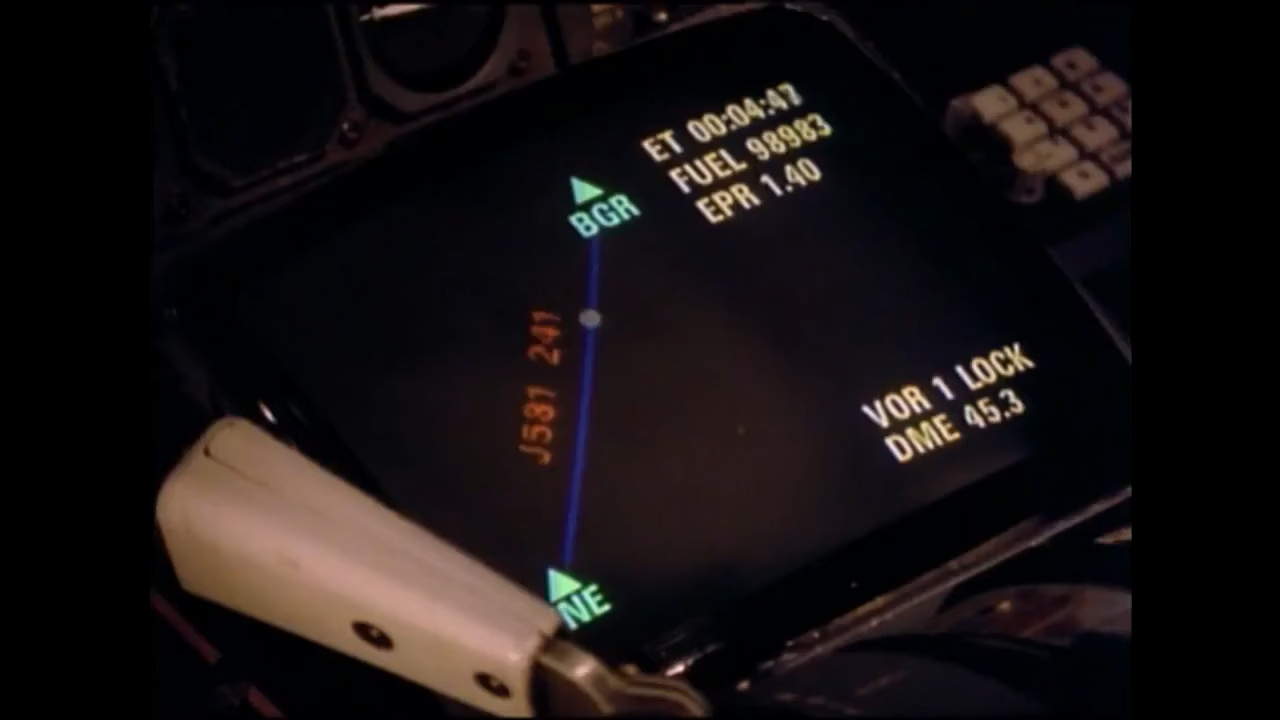 ET 00:04:47
FUEL 98983
EPR 1.40
BGR
J581 241
VOR 1 LOCK
DME 45.3
NE